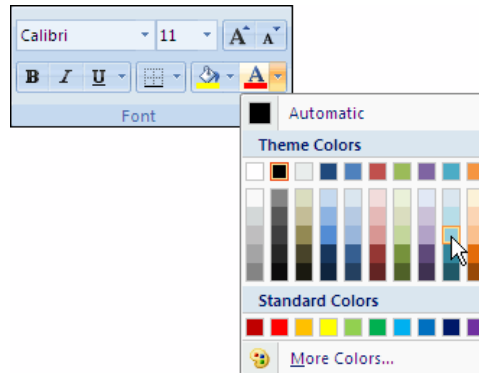 Calibri 11 A A
B I U A
Font
Automatic
Theme Colors
Standard Colors
More Colors...